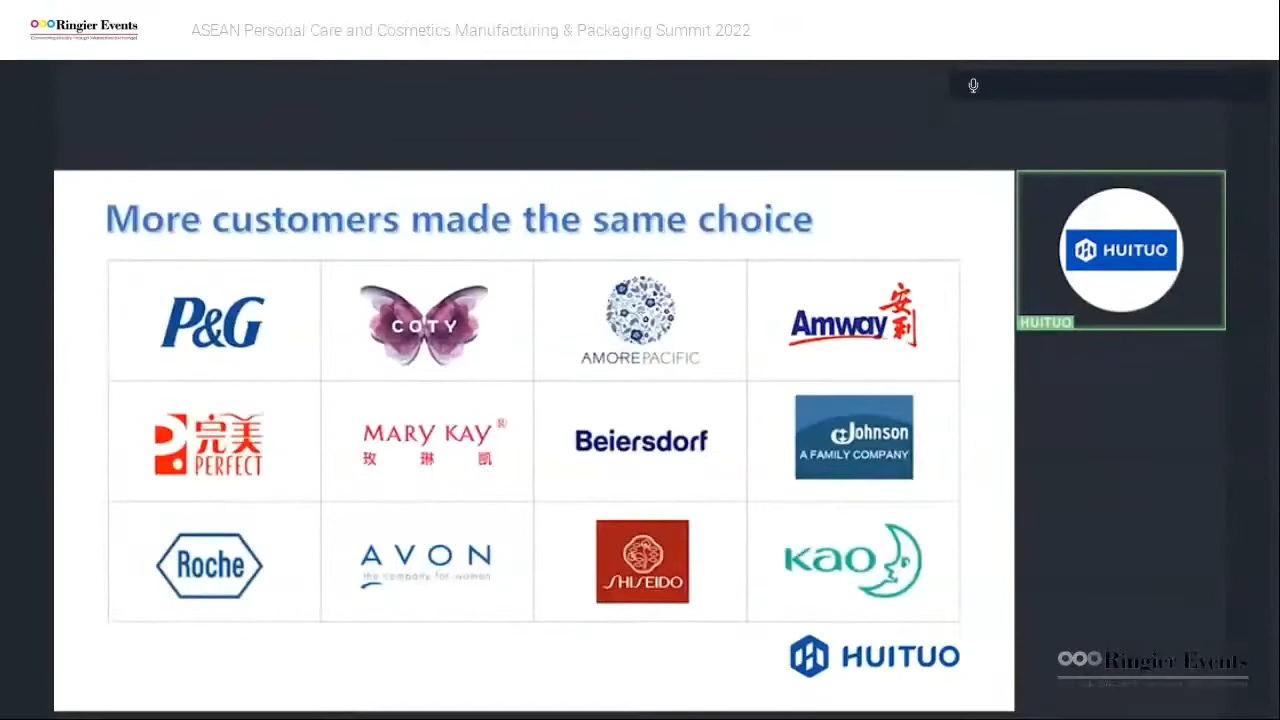 Ringier Events
ASEAN Personal Care and Cosmetics Manufacturing & Packaging Summit 2022
More customers made the same choice
HUITUO
HUITUO
P&G
COTY
AMOREPACIFIC
Amway 安利
完美
PERFECT
MARY KAY®
玫琳凱
Beiersdorf
Johnson
A FAMILY COMPANY
Roche
AVON
the company for women
SHISEIDO
Kao
HUITUO
Ringier Events